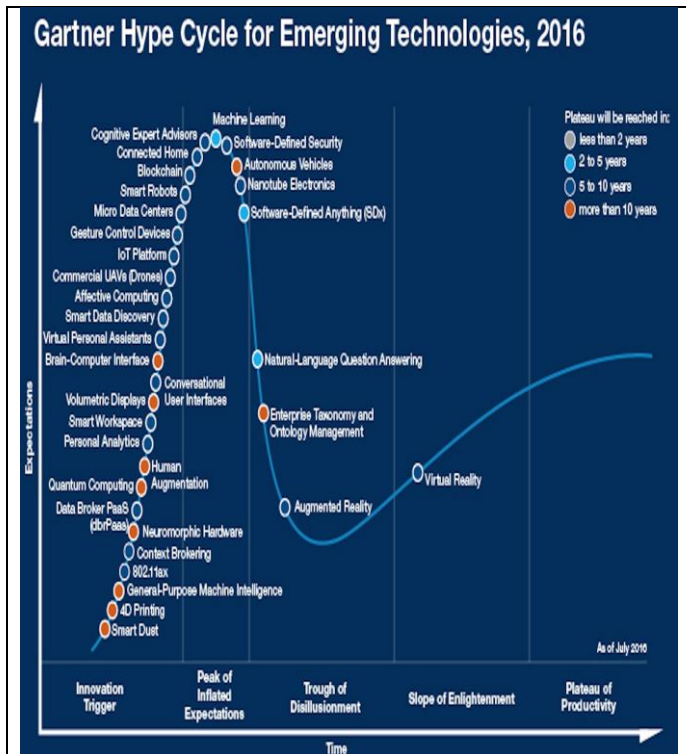 Gartner Hype Cycle for Emerging Technologies, 2016
Plateau will be reached in:
less than 2 years
2 to 5 years
5 to 10 years
more than 10 years
Machine Learning
Cognitive Expert Advisors
Software-Defined Security
Connected Home
Autonomous Vehicles
Blockchain
Nanotube Electronics
Smart Robots
Micro Data Centers
Software-Defined Anything (SDx)
Gesture Control Devices
IoT Platform
Commercial UAVs (Drones)
Affective Computing
Smart Data Discovery
Virtual Personal Assistants
Brain-Computer Interface
Natural-Language Question Answering
Conversational
User Interfaces
Volumetric Displays
Enterprise Taxonomy and
Ontology Management
Smart Workspace
Personal Analytics
Human
Augmentation
Virtual Reality
Quantum Computing
Data Broker PaaS
(dbrPaas)
Augmented Reality
Neuromorphic Hardware
Context Brokering
802.11ax
General-Purpose Machine Intelligence
4D Printing
Smart Dust
As of July 2016
Expectations
Innovation
Trigger
Peak of
Inflated
Expectations
Trough of
Disillusionment
Slope of Enlightenment
Plateau of
Productivity
Time